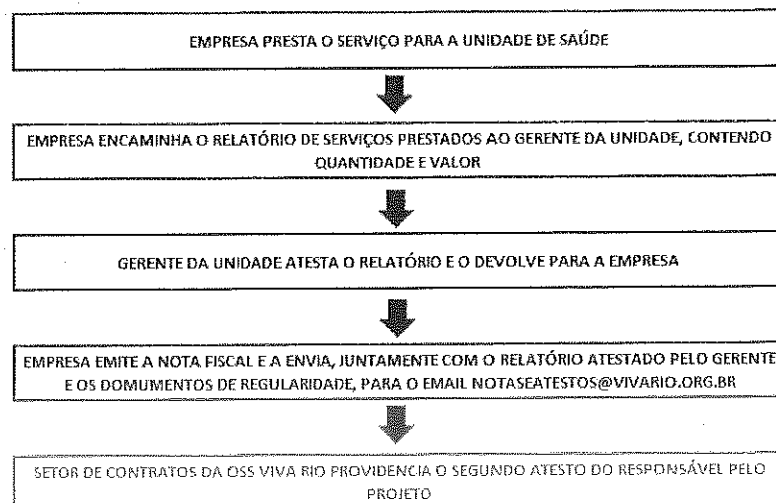 EMPRESA PRESTA O SERVIÇO PARA A UNIDADE DE SAÚDE
EMPRESA ENCAMINHA O RELATÓRIO DE SERVIÇOS PRESTADOS AO GERENTE DA UNIDADE, CONTENDO
QUANTIDADE E VALOR
GERENTE DA UNIDADE ATESTA O RELATÓRIO E O DEVOLVE PARA A EMPRESA
EMPRESA EMITE A NOTA FISCAL E A ENVIA, JUNTAMENTE COM O RELATÓRIO ATESTADO PELO GERENTE
E OS DOMUMENTOS DE REGULARIDADE, PARA O EMAIL NOTASEATESTOS@VIVARIO.ORG.BR
SETOR DE CONTRATOS DA OSS VIVA RIO PROVIDENCIA O SEGUNDO ATESTO DO RESPONSÁVEL PELO
PROJETO